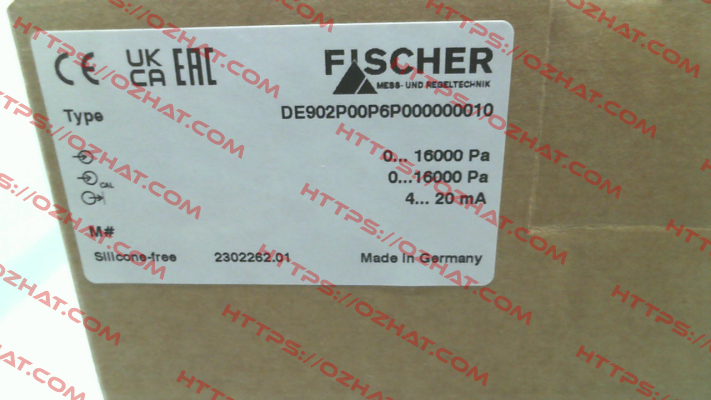 CE UK CA EAC FISCHER
MESS- UND REGELTECHNIK
Type DE902P00P6P000000010
0... 16000 Pa
CAL 0...16000 Pa
4... 20 mA
M#
Silicone-free 2302262.01 Made in Germany
HTTPS://OZHAT.COM